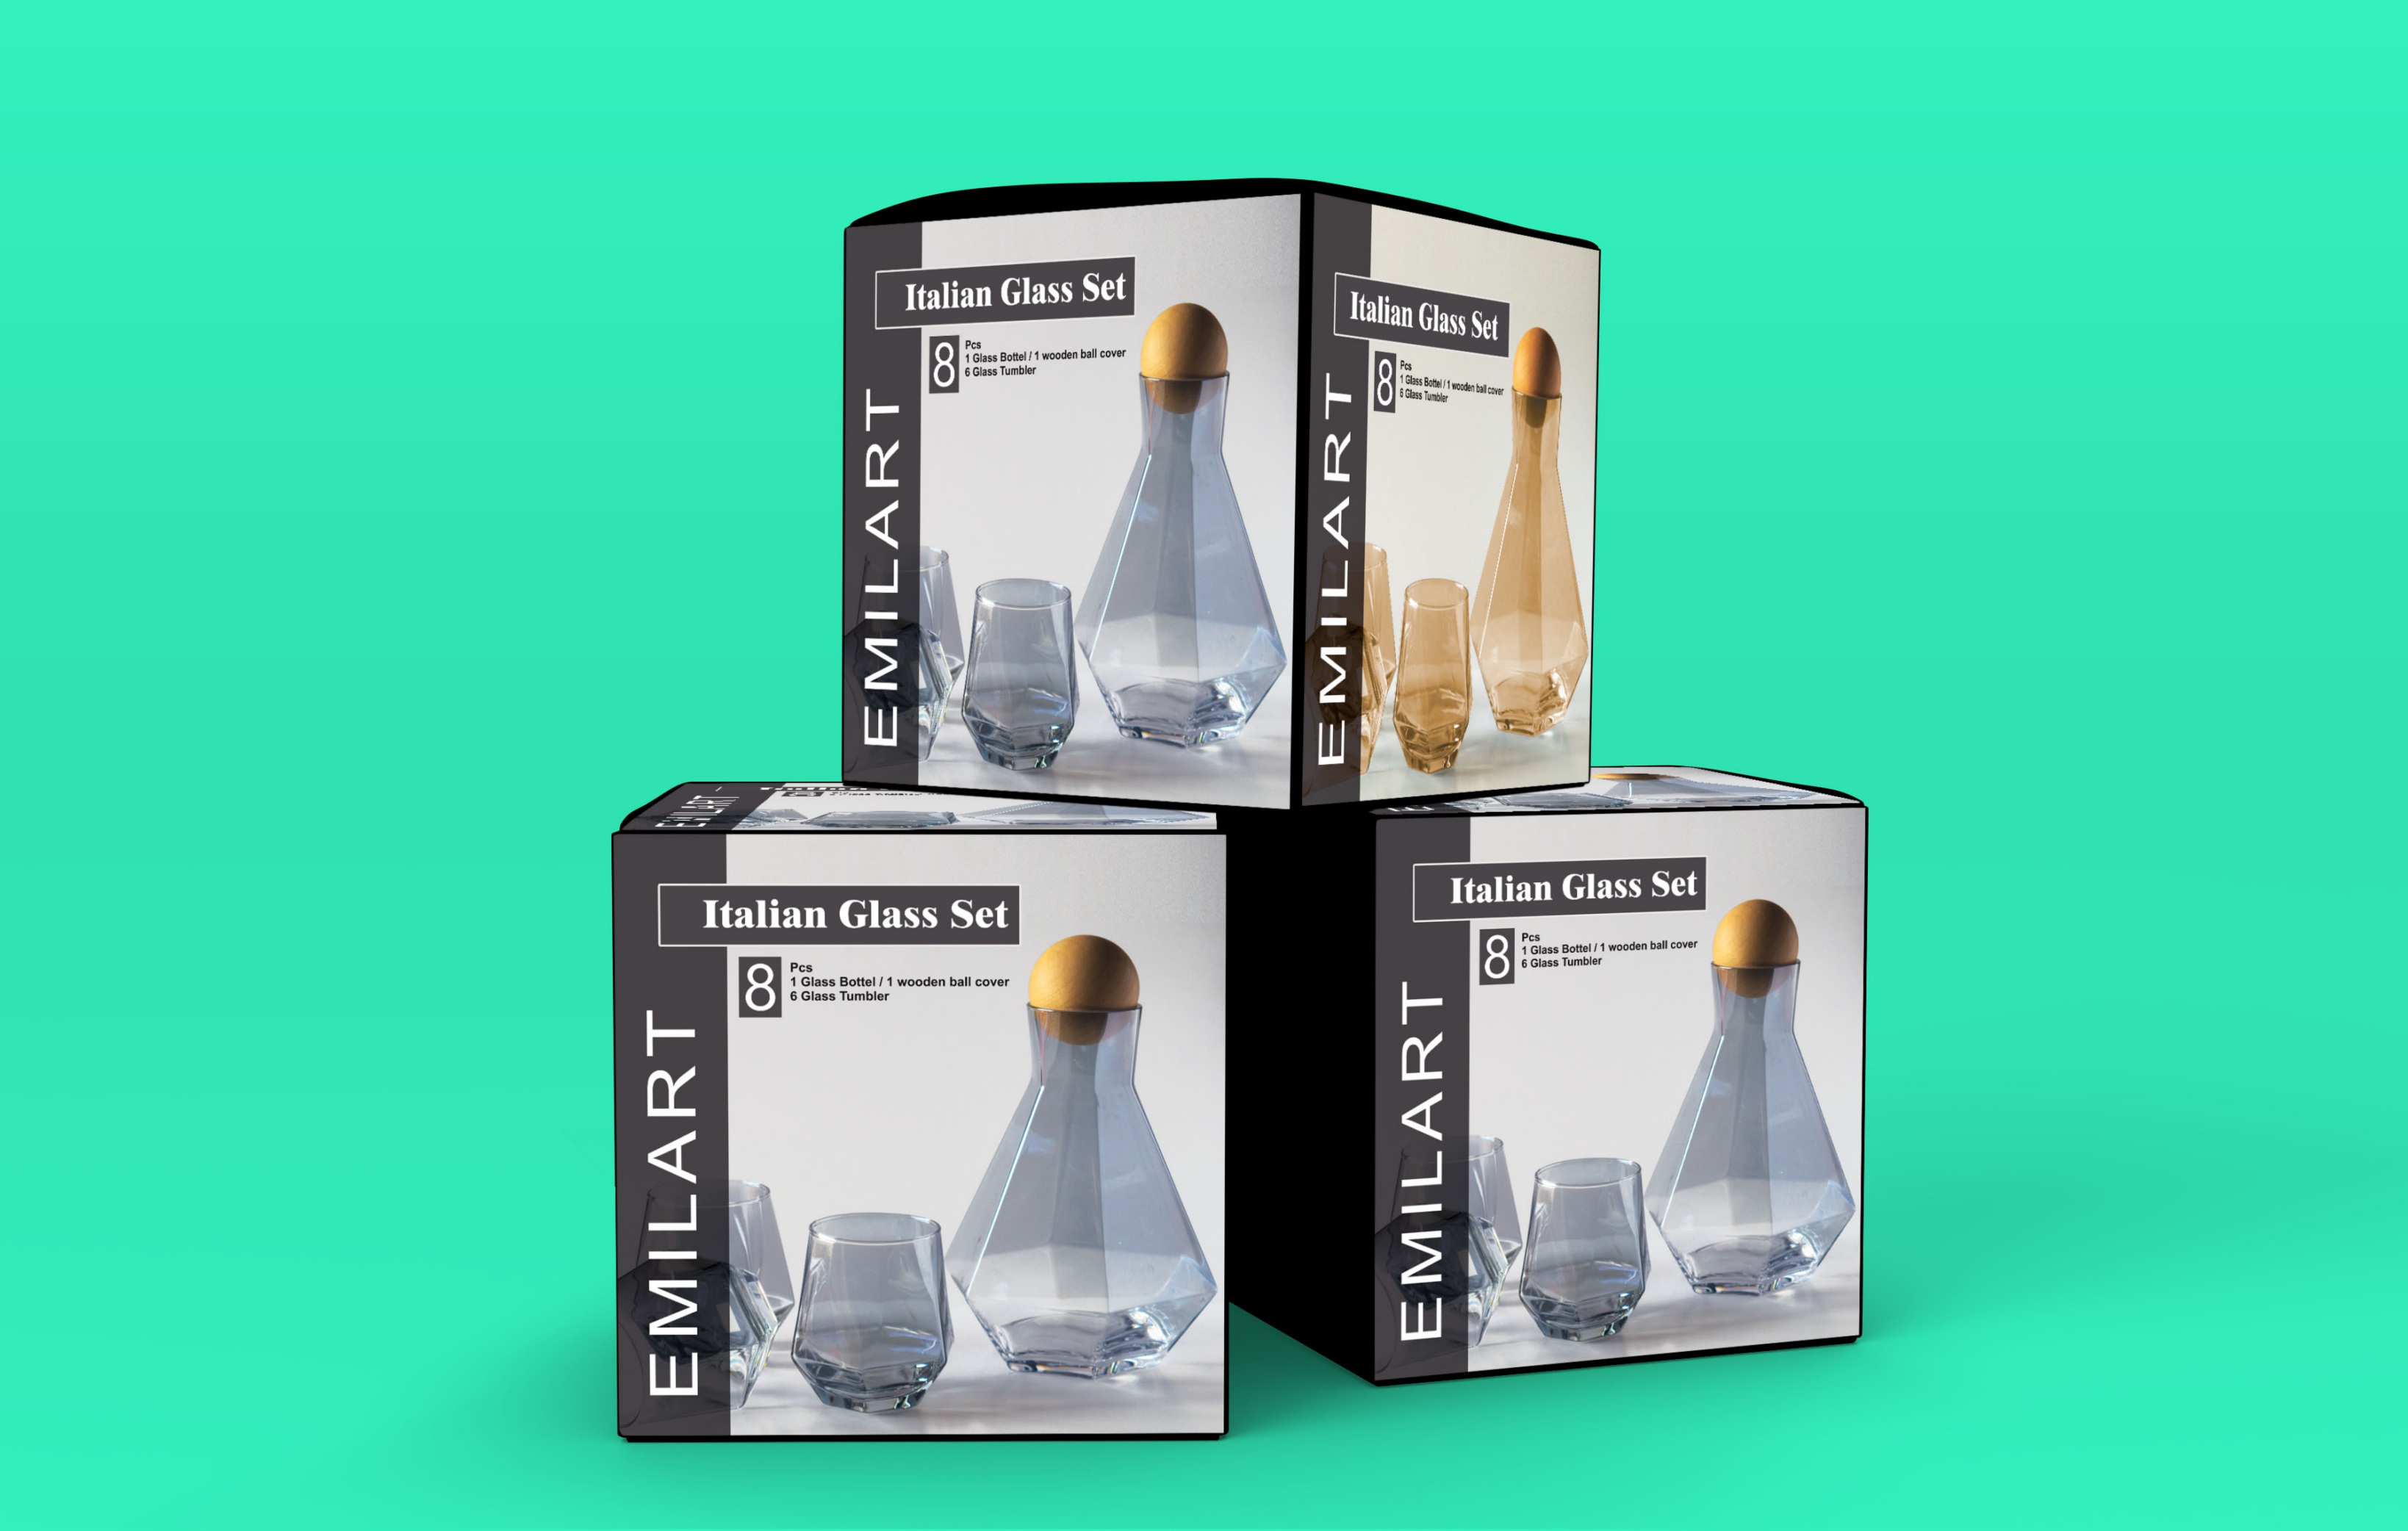 Italian Glass Set
8
Pcs
1 Glass Bottel / 1 wooden ball cover
6 Glass Tumbler
EMILART
Italian Glass Set
8
Pcs
1 Glass Bottel / 1 wooden ball cover
6 Glass Tumbler
EMILART
EMILART
Italian Glass Set
8
Pcs
1 Glass Bottel / 1 wooden ball cover
6 Glass Tumbler
EMILART
Italian Glass Set
8
Pcs
1 Glass Bottel / 1 wooden ball cover
6 Glass Tumbler
EMILART